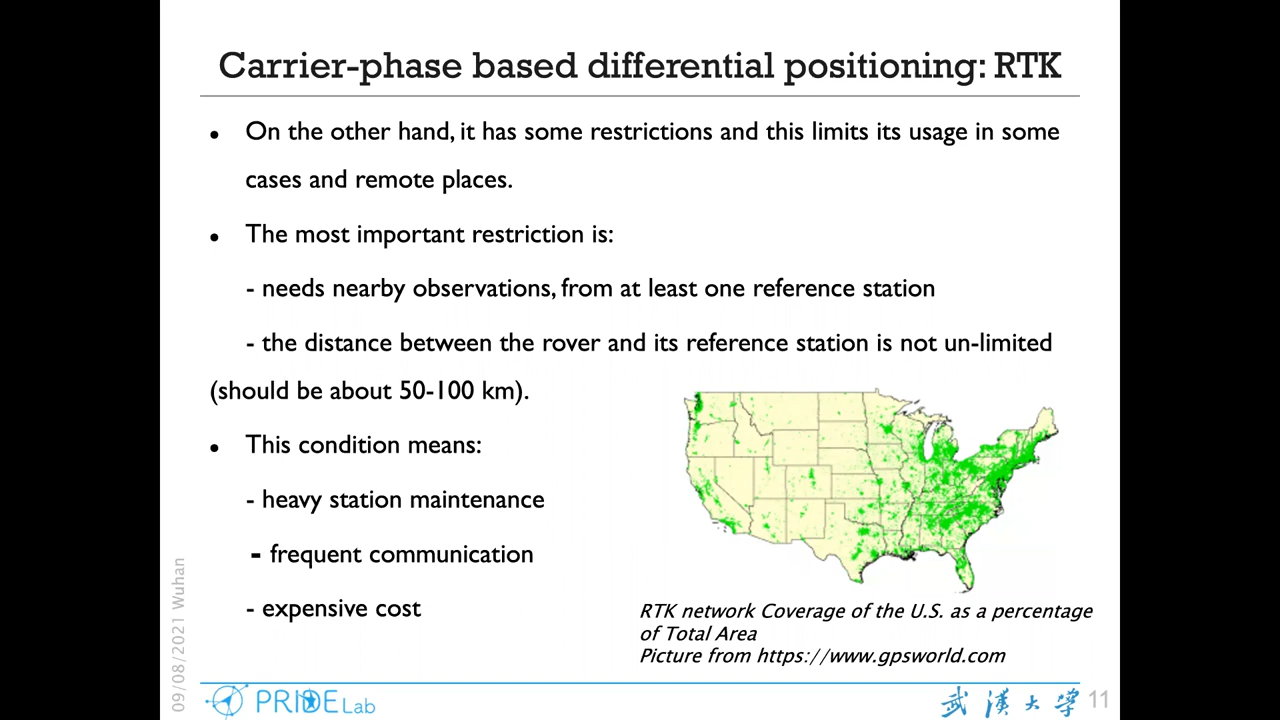 Carrier-phase based differential positioning: RTK
• On the other hand, it has some restrictions and this limits its usage in some
cases and remote places.
• The most important restriction is:
- needs nearby observations, from at least one reference station
- the distance between the rover and its reference station is not un-limited
(should be about 50-100 km).
• This condition means:
- heavy station maintenance
- frequent communication
- expensive cost
RTK network Coverage of the U.S. as a percentage
of Total Area
Picture from https://www.gpsworld.com
09/08/2021 Wuhan
PRIDE Lab
武漢大学
11